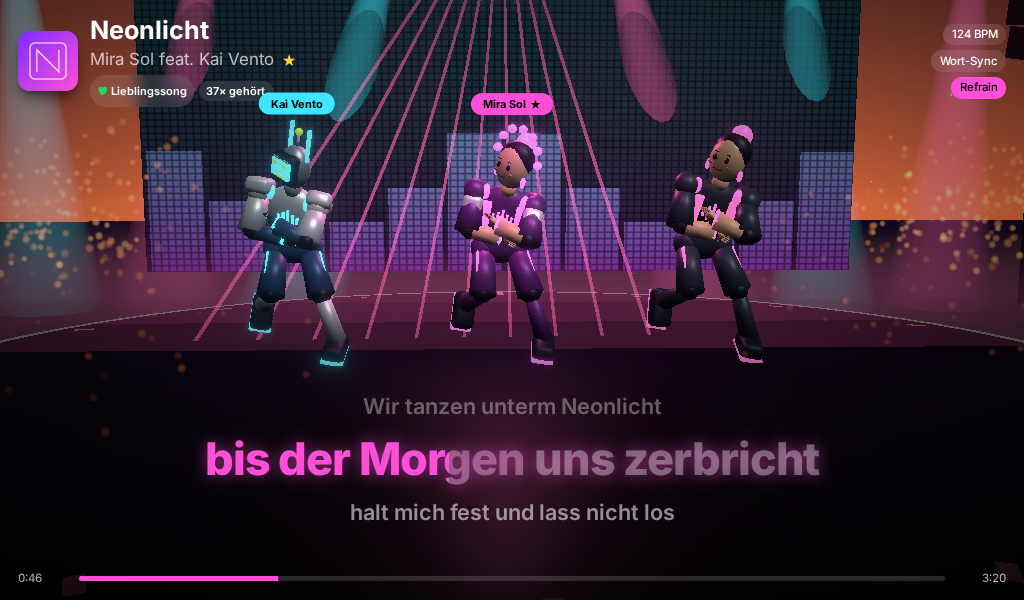 Neonlicht
Mira Sol feat. Kai Vento ★
Lieblingssong
37× gehört
124 BPM
Wort-Sync
Refrain
N
Kai Vento
Mira Sol ★
Wir tanzen unterm Neonlicht
bis der Morgen uns zerbricht
halt mich fest und lass nicht los
0:46
3:20